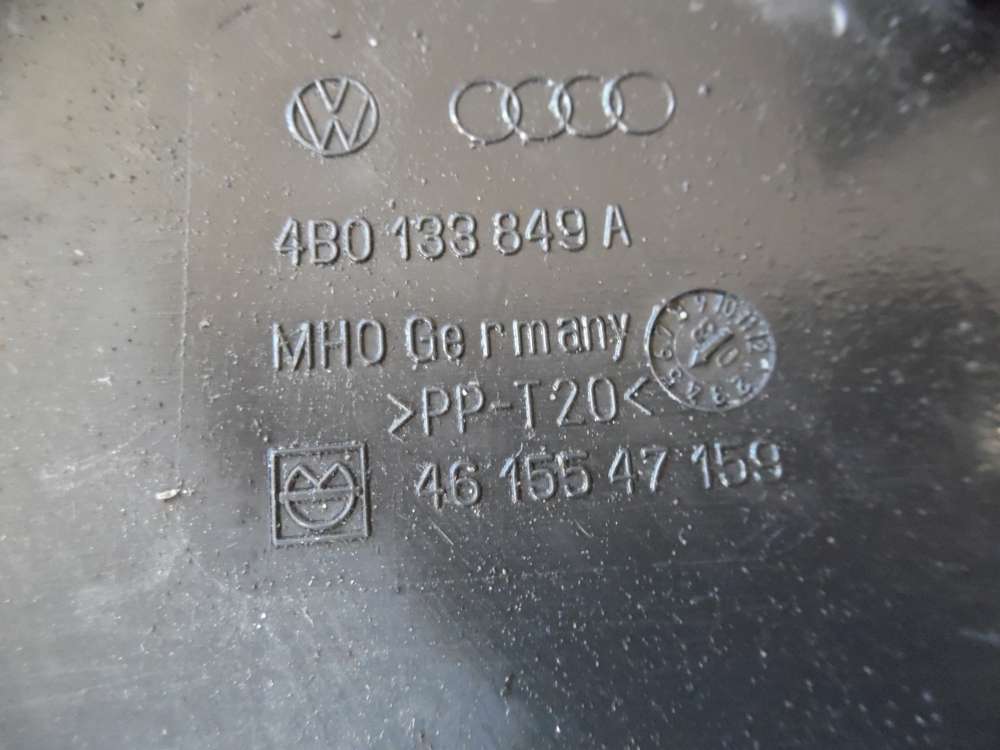 4B0 133 849 A
MHO Germany
>PP-T20<
46 155 47 159